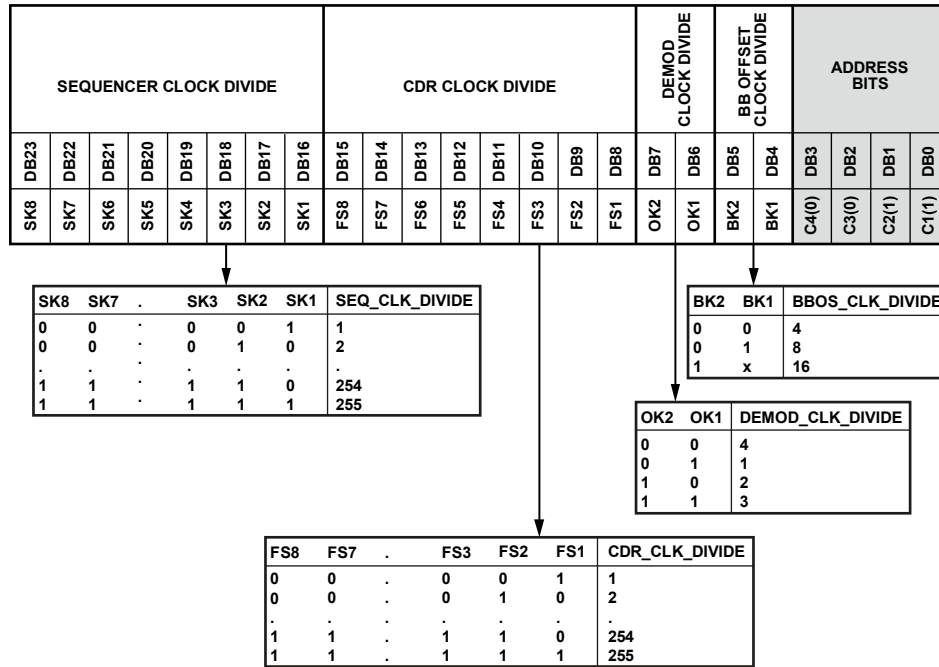 SEQUENCER CLOCK DIVIDE
CDR CLOCK DIVIDE
DEMOD
CLOCK DIVIDE
BB OFFSET
CLOCK DIVIDE
ADDRESS
BITS
DB23 DB22 DB21 DB20 DB19 DB18 DB17 DB16 DB15 DB14 DB13 DB12 DB11 DB10 DB9 DB8 DB7 DB6 DB5 DB4 DB3 DB2 DB1 DB0
SK8 SK7 SK6 SK5 SK4 SK3 SK2 SK1 FS8 FS7 FS6 FS5 FS4 FS3 FS2 FS1 OK2 OK1 BK2 BK1 C4(0) C3(0) C2(1) C1(1)
SK8 SK7 . SK3 SK2 SK1 SEQ_CLK_DIVIDE
0 0 . 0 0 1 1
0 0 . 0 1 0 2
. . . . . . .
1 1 . 1 1 0 254
1 1 . 1 1 1 255
BK2 BK1 BBOS_CLK_DIVIDE
0 0 4
0 1 8
1 x 16
OK2 OK1 DEMOD_CLK_DIVIDE
0 0 4
0 1 1
1 0 2
1 1 3
FS8 FS7 . FS3 FS2 FS1 CDR_CLK_DIVIDE
0 0 . 0 0 1 1
0 0 . 0 1 0 2
. . . . . . .
1 1 . 1 1 0 254
1 1 . 1 1 1 255